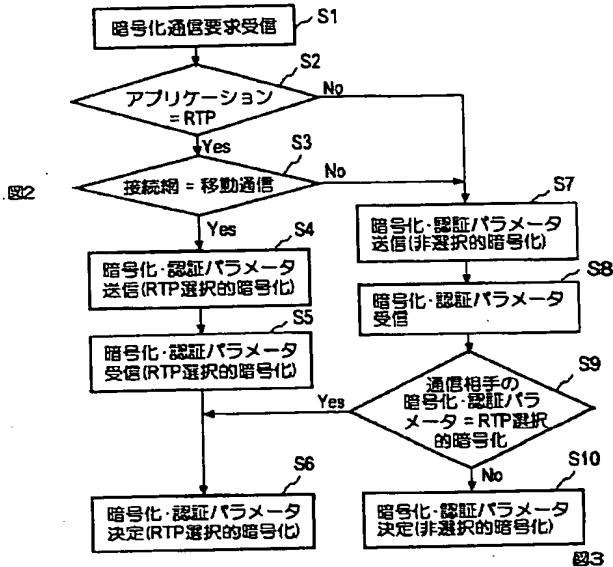 暗号化通信要求受信
S1
S2
アプリケーション
=RTP
No
Yes
S3
図2
接続網=移動通信
No
Yes
S4
暗号化・認証パラメータ
送信(RTP選択的暗号化)
S5
暗号化・認証パラメータ
受信(RTP選択的暗号化)
S6
暗号化・認証パラメータ
決定(RTP選択的暗号化)
S7
暗号化・認証パラメータ
送信(非選択的暗号化)
S8
暗号化・認証パラメータ
受信
S9
通信相手の
暗号化・認証パラ
メータ=RTP選択
的暗号化
Yes
No
S10
暗号化・認証パラメータ
決定(非選択的暗号化)
図3